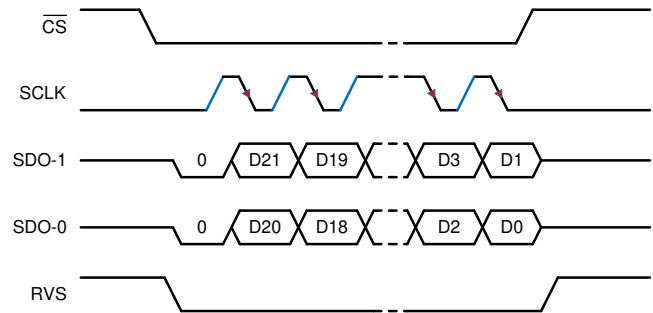 CS
SCLK
SDO-1 0 D21 D19 D3 D1
SDO-0 0 D20 D18 D2 D0
RVS